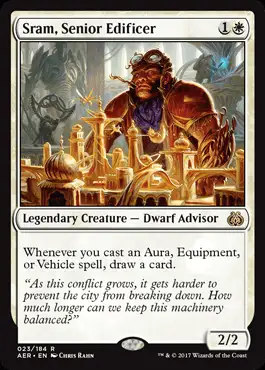 Sram, Senior Edificer 1
Legendary Creature — Dwarf Advisor
Whenever you cast an Aura, Equipment,
or Vehicle spell, draw a card.
“As this conflict grows, it gets harder to
prevent the city from breaking down. How
much longer can we keep this machinery
balanced?”
2/2
023/184 R
AER • EN Chris Rahn
™ & © 2017 Wizards of the Coast